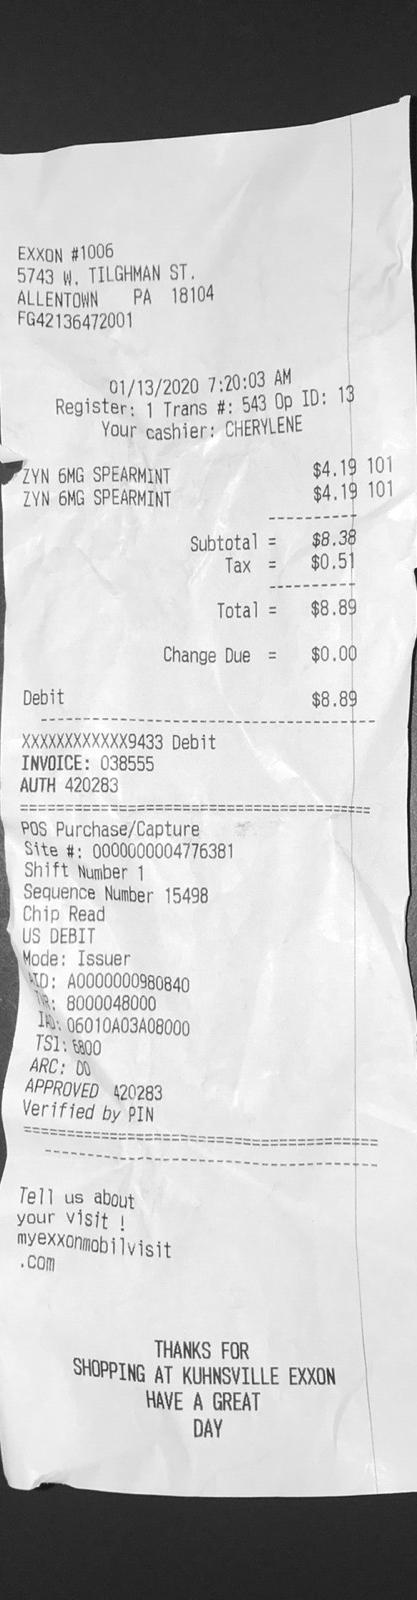 EXXON #1006
5743 W. TILGHMAN ST.
ALLENTOWN PA 18104
FG42136472001
01/13/2020 7:20:03 AM
Register: 1 Trans #: 543 Op ID: 13
Your cashier: CHERYLENE
ZYN 6MG SPEARMINT $4.19 101
ZYN 6MG SPEARMINT $4.19 101
----------
Subtotal = $8.38
Tax = $0.51
----------
Total = $8.89
Change Due = $0.00
Debit $8.89
----------------------------------------
XXXXXXXXXXXX9433 Debit
INVOICE: 038555
AUTH 420283
========================================
POS Purchase/Capture
Site #: 0000000004776381
Shift Number 1
Sequence Number 15498
Chip Read
US DEBIT
Mode: Issuer
AID: A0000000980840
TVR: 8000048000
IAD: 06010A03A08000
TSI: 6800
ARC: 00
APPROVED 420283
Verified by PIN
========================================
----------------------------------------
Tell us about
your visit !
myexxonmobilvisit
.com
THANKS FOR
SHOPPING AT KUHNSVILLE EXXON
HAVE A GREAT
DAY